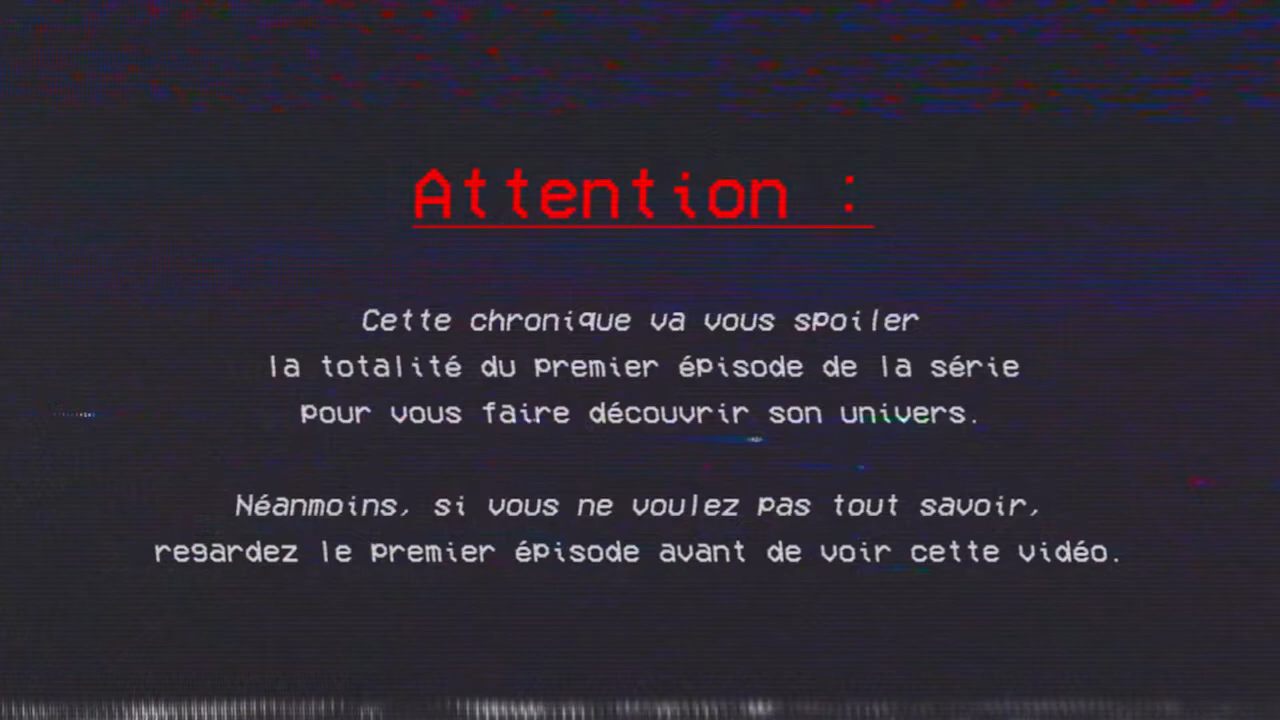 Attention :
Cette chronique va vous spoiler
la totalité du premier épisode de la série
pour vous faire découvrir son univers.
Néanmoins, si vous ne voulez pas tout savoir,
regardez le premier épisode avant de voir cette vidéo.